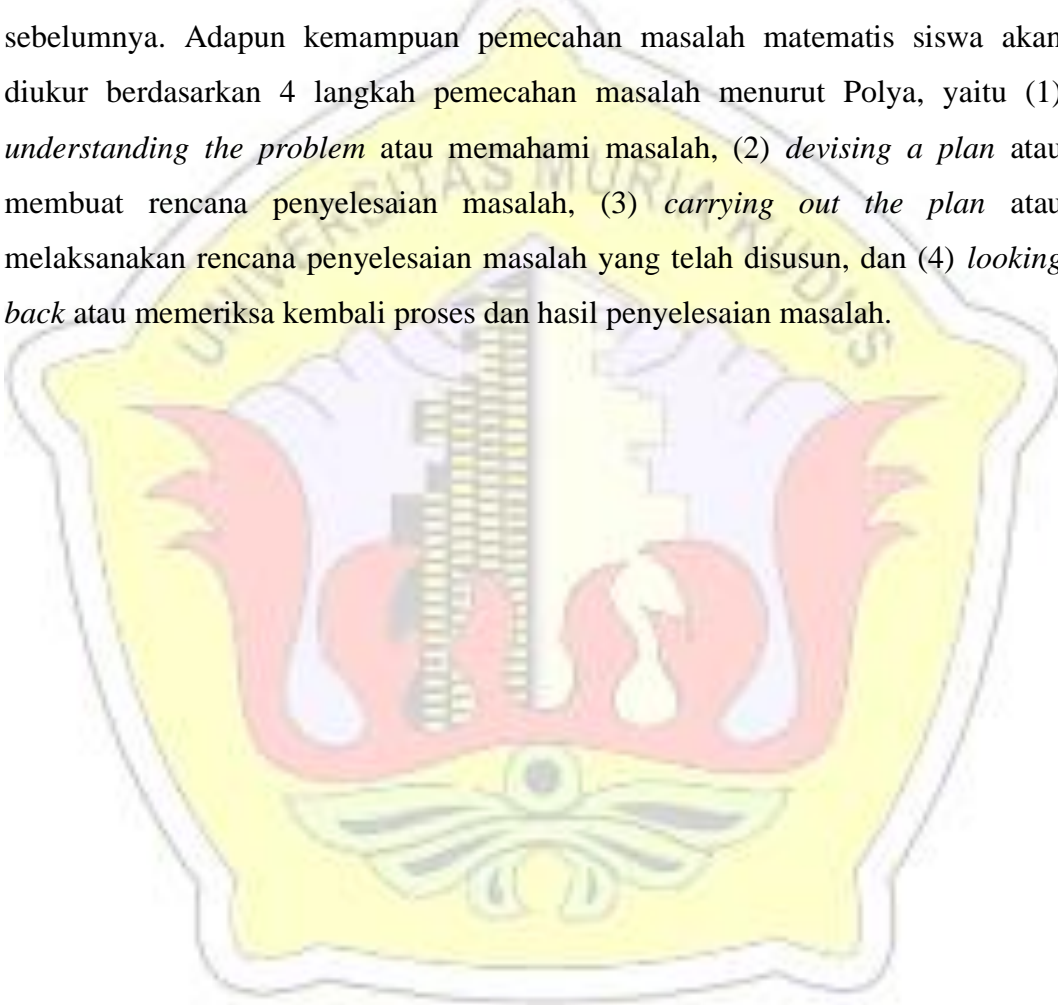 sebelumnya. Adapun kemampuan pemecahan masalah matematis siswa akan
diukur berdasarkan 4 langkah pemecahan masalah menurut Polya, yaitu (1)
understanding the problem atau memahami masalah, (2) devising a plan atau
membuat rencana penyelesaian masalah, (3) carrying out the plan atau
melaksanakan rencana penyelesaian masalah yang telah disusun, dan (4) looking
back atau memeriksa kembali proses dan hasil penyelesaian masalah.
UNIVERSITAS MURIA KUDUS